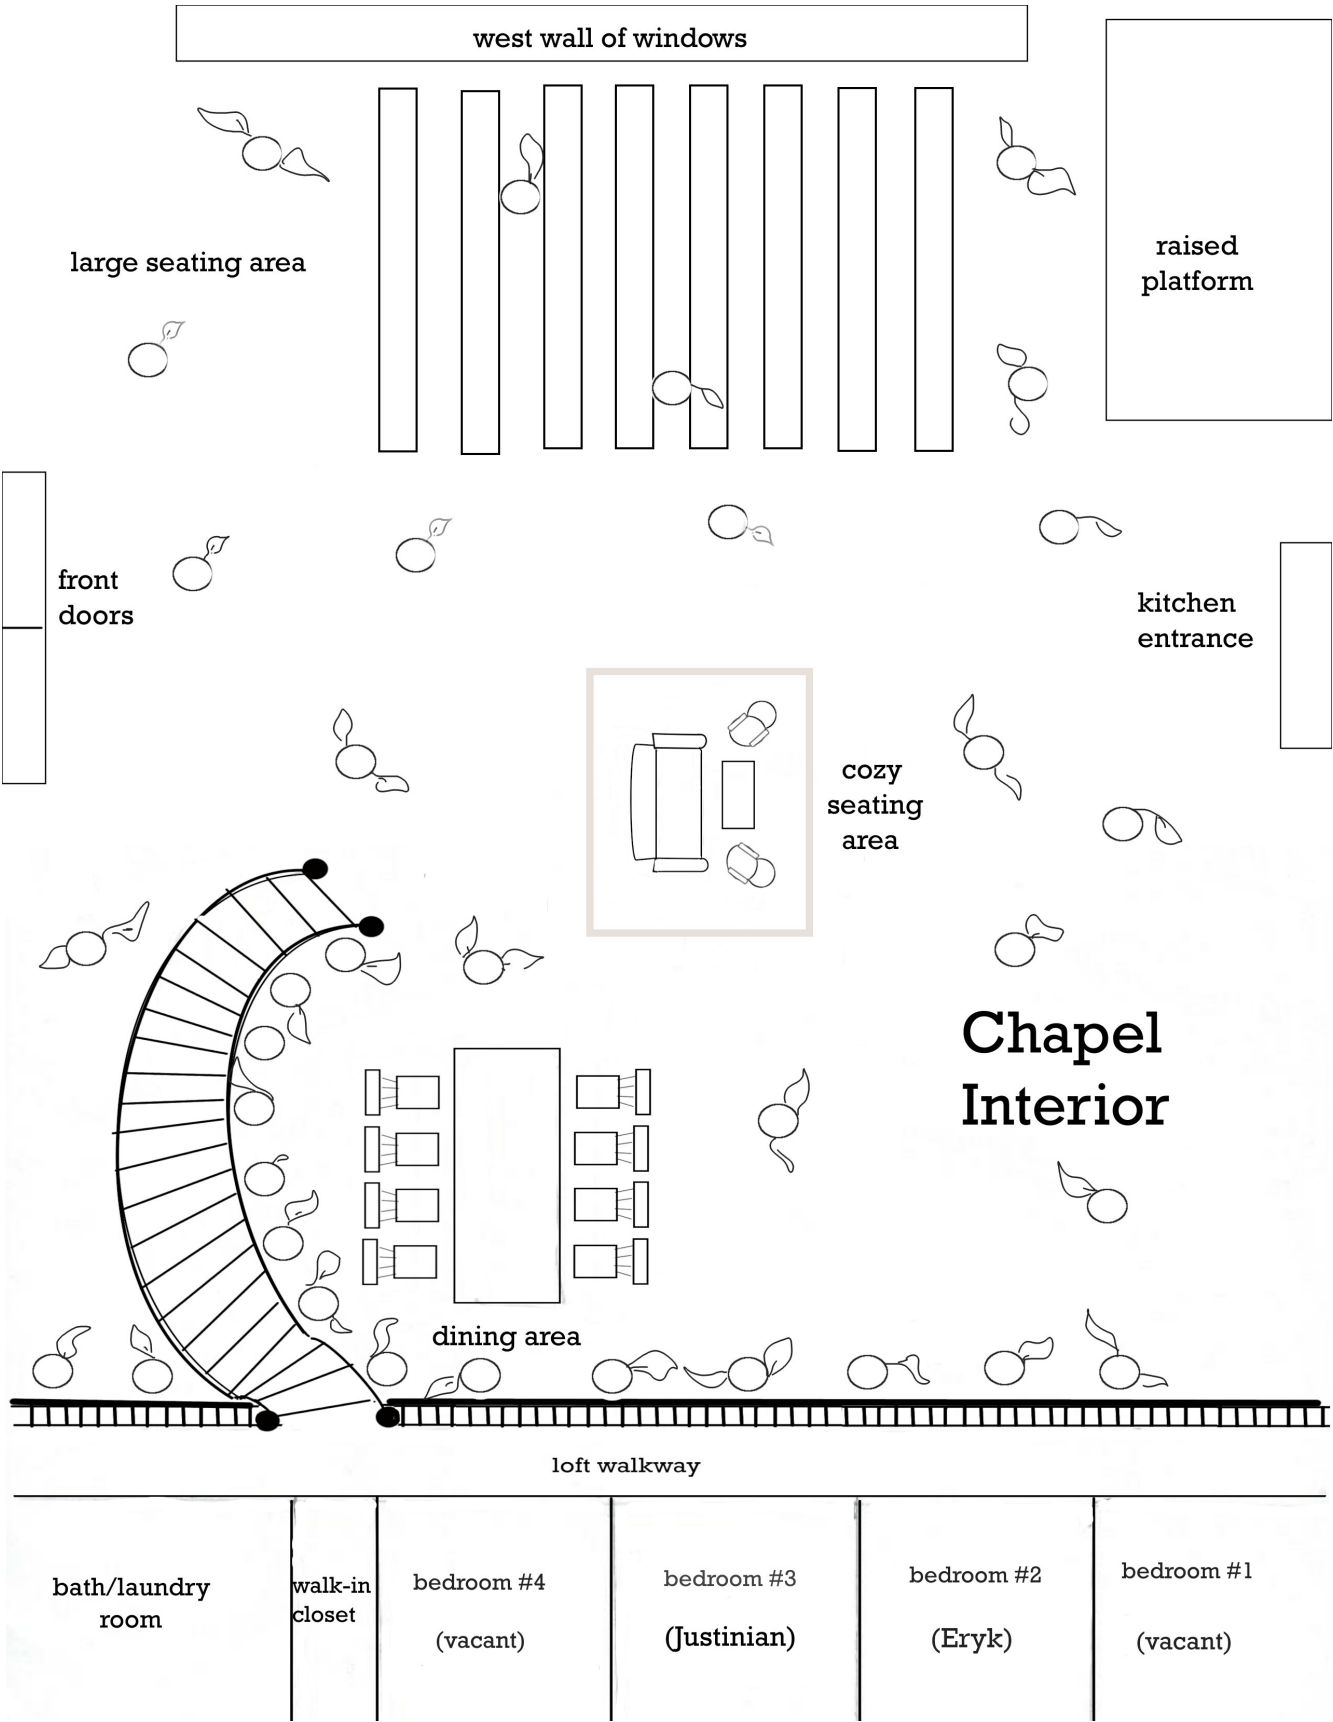 west wall of windows
raised
platform
large seating area
front
doors
kitchen
entrance
cozy
seating
area
Chapel
Interior
dining area
loft walkway
bath/laundry
room
walk-in
closet
bedroom #4
(vacant)
bedroom #3
(Justinian)
bedroom #2
(Eryk)
bedroom #1
(vacant)